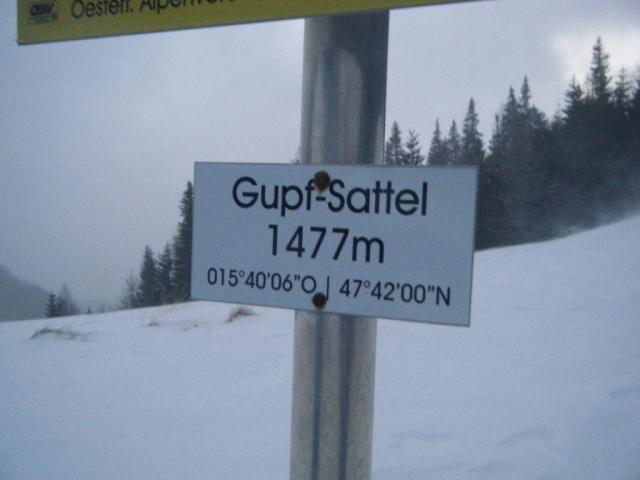 Oesterr. Alpenver
Gupf-Sattel
1477m
015°40'06"O | 47°42'00"N